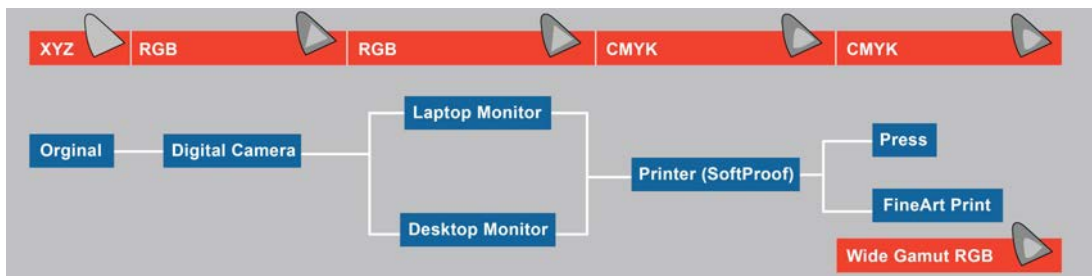 XYZ
RGB
RGB
CMYK
CMYK
Laptop Monitor
Orginal
Digital Camera
Press
Printer (SoftProof)
FineArt Print
Desktop Monitor
Wide Gamut RGB